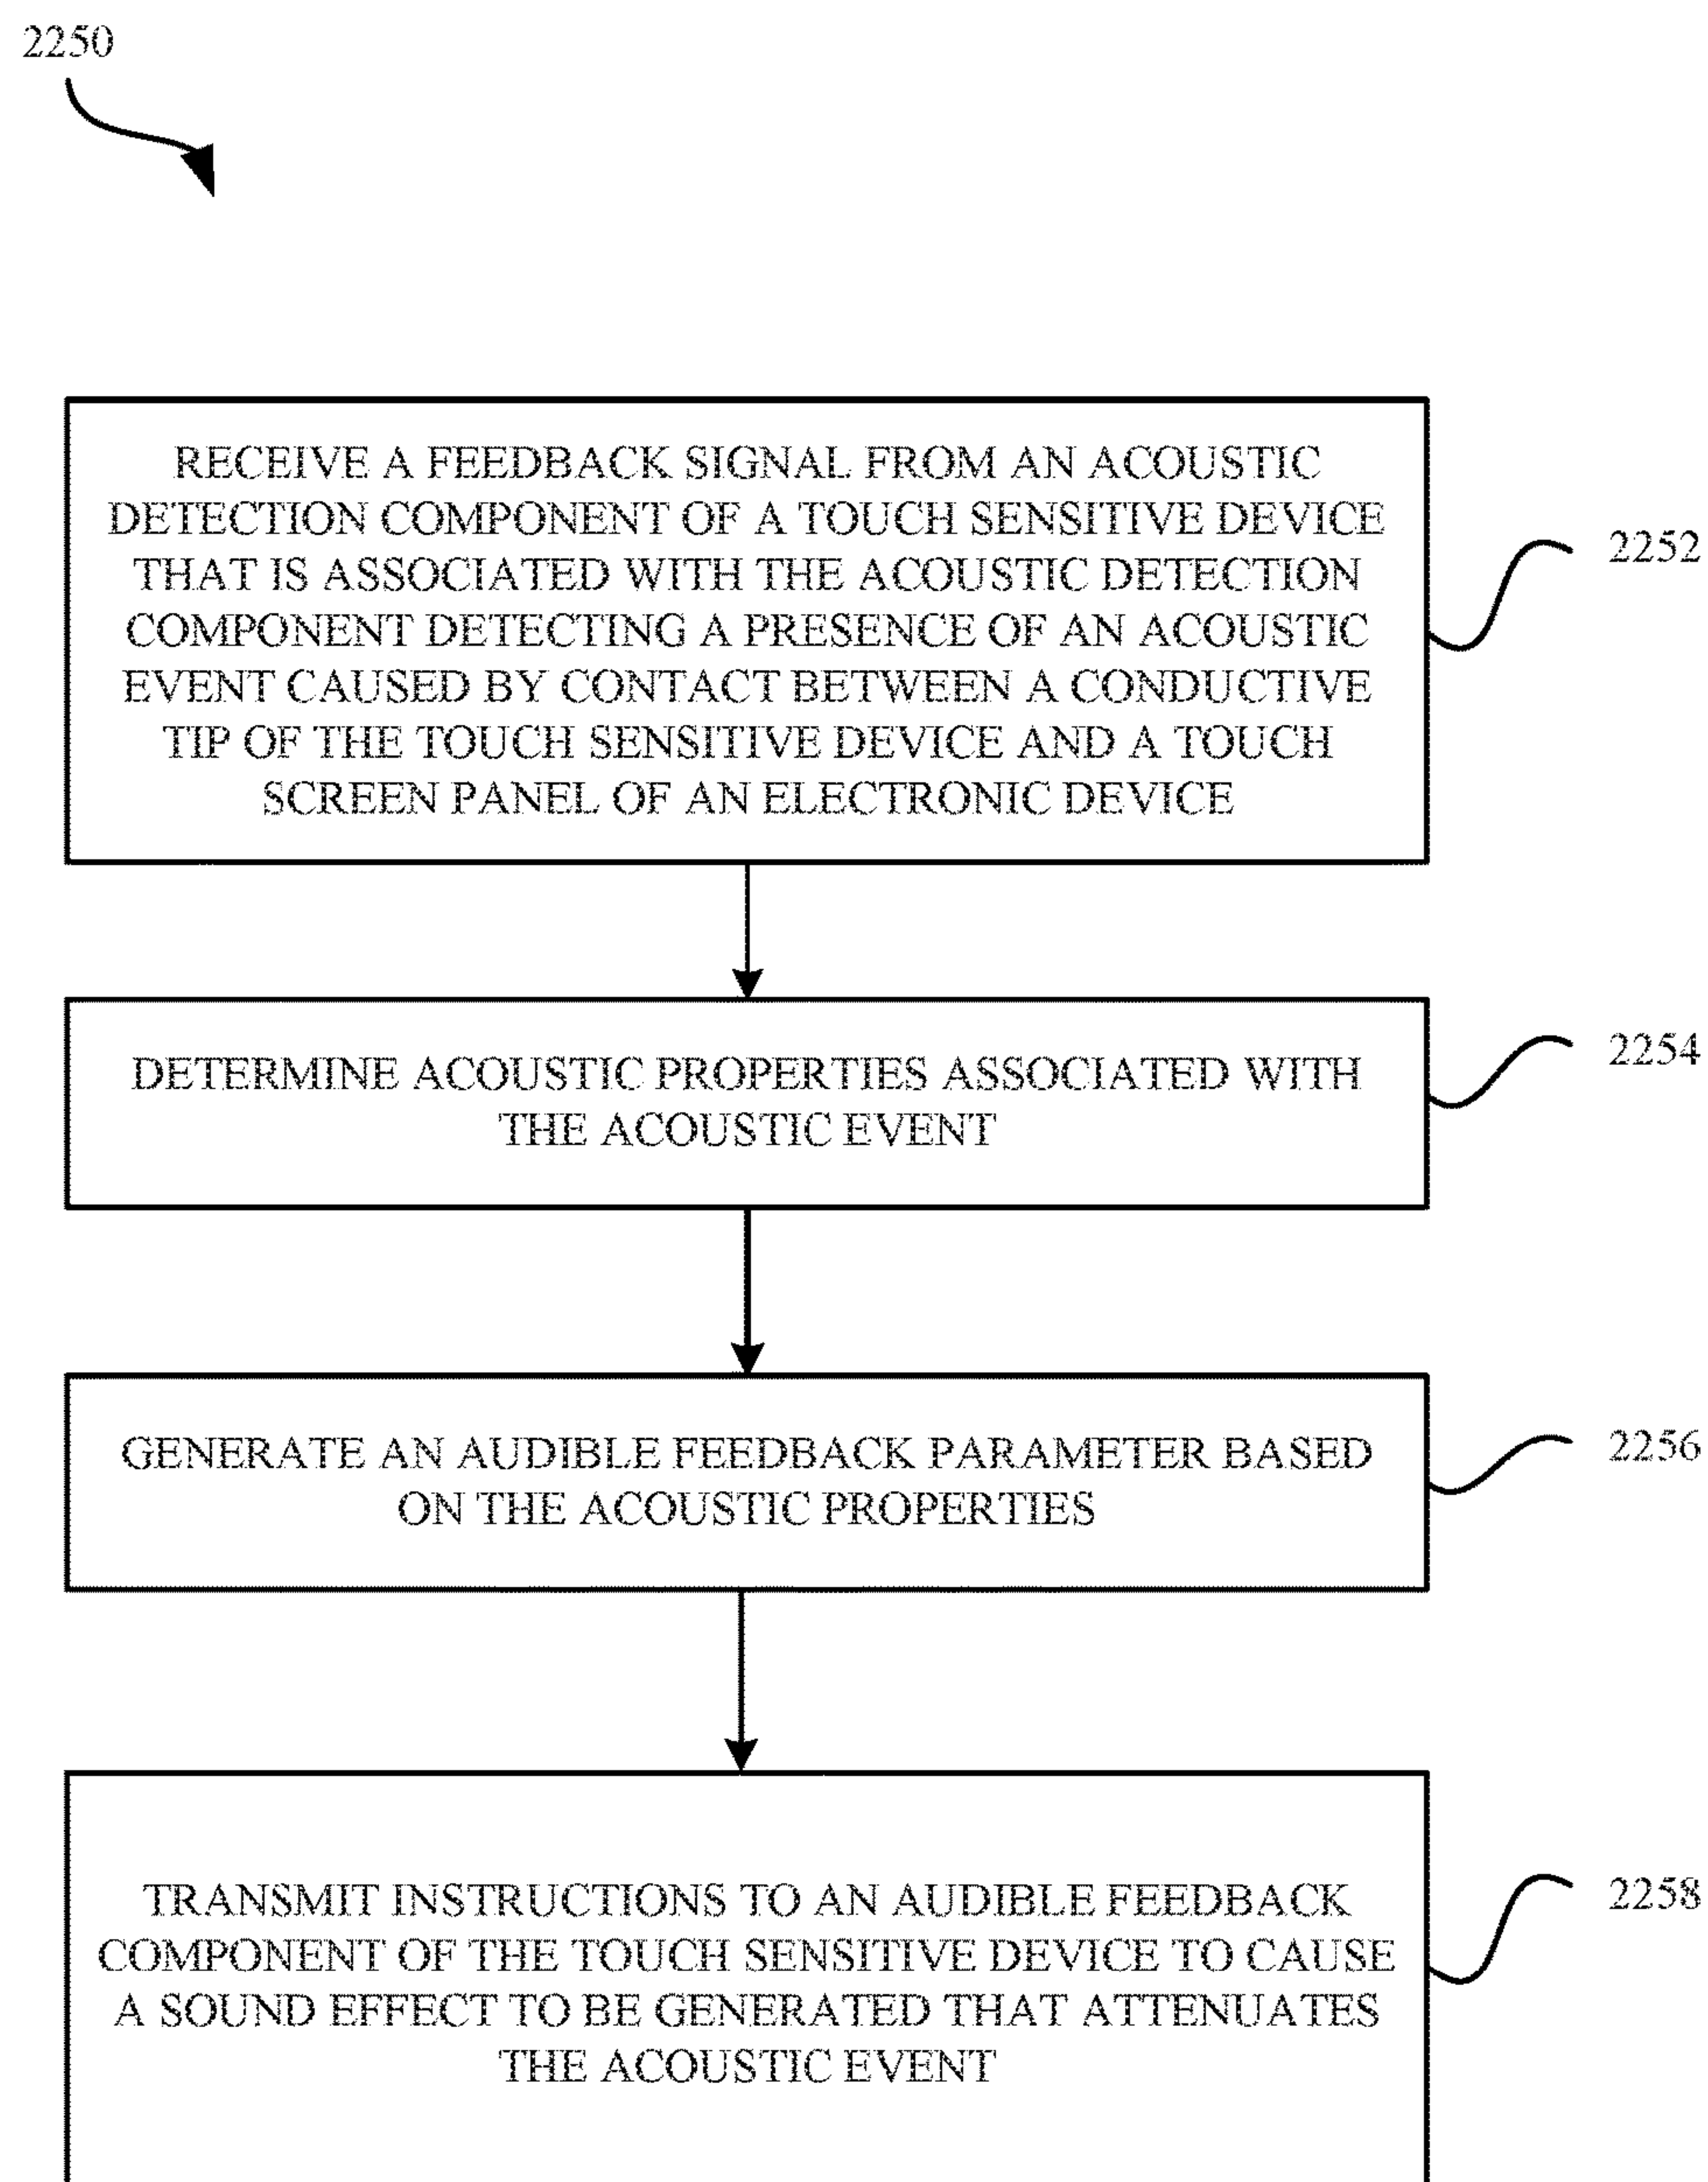 2250
RECEIVE A FEEDBACK SIGNAL FROM AN ACOUSTIC
DETECTION COMPONENT OF A TOUCH SENSITIVE DEVICE
THAT IS ASSOCIATED WITH THE ACOUSTIC DETECTION
COMPONENT DETECTING A PRESENCE OF AN ACOUSTIC
EVENT CAUSED BY CONTACT BETWEEN A CONDUCTIVE
TIP OF THE TOUCH SENSITIVE DEVICE AND A TOUCH
SCREEN PANEL OF AN ELECTRONIC DEVICE
2252
DETERMINE ACOUSTIC PROPERTIES ASSOCIATED WITH
THE ACOUSTIC EVENT
2254
GENERATE AN AUDIBLE FEEDBACK PARAMETER BASED
ON THE ACOUSTIC PROPERTIES
2256
TRANSMIT INSTRUCTIONS TO AN AUDIBLE FEEDBACK
COMPONENT OF THE TOUCH SENSITIVE DEVICE TO CAUSE
A SOUND EFFECT TO BE GENERATED THAT ATTENUATES
THE ACOUSTIC EVENT
2258